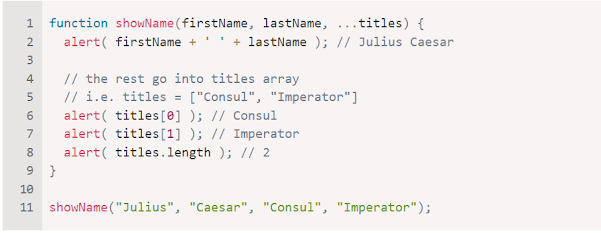 1 function showName(firstName, lastName, ...titles) {
2   alert( firstName + ' ' + lastName ); // Julius Caesar
3
4   // the rest go into titles array
5   // i.e. titles = ["Consul", "Imperator"]
6   alert( titles[0] ); // Consul
7   alert( titles[1] ); // Imperator
8   alert( titles.length ); // 2
9 }
10
11 showName("Julius", "Caesar", "Consul", "Imperator");